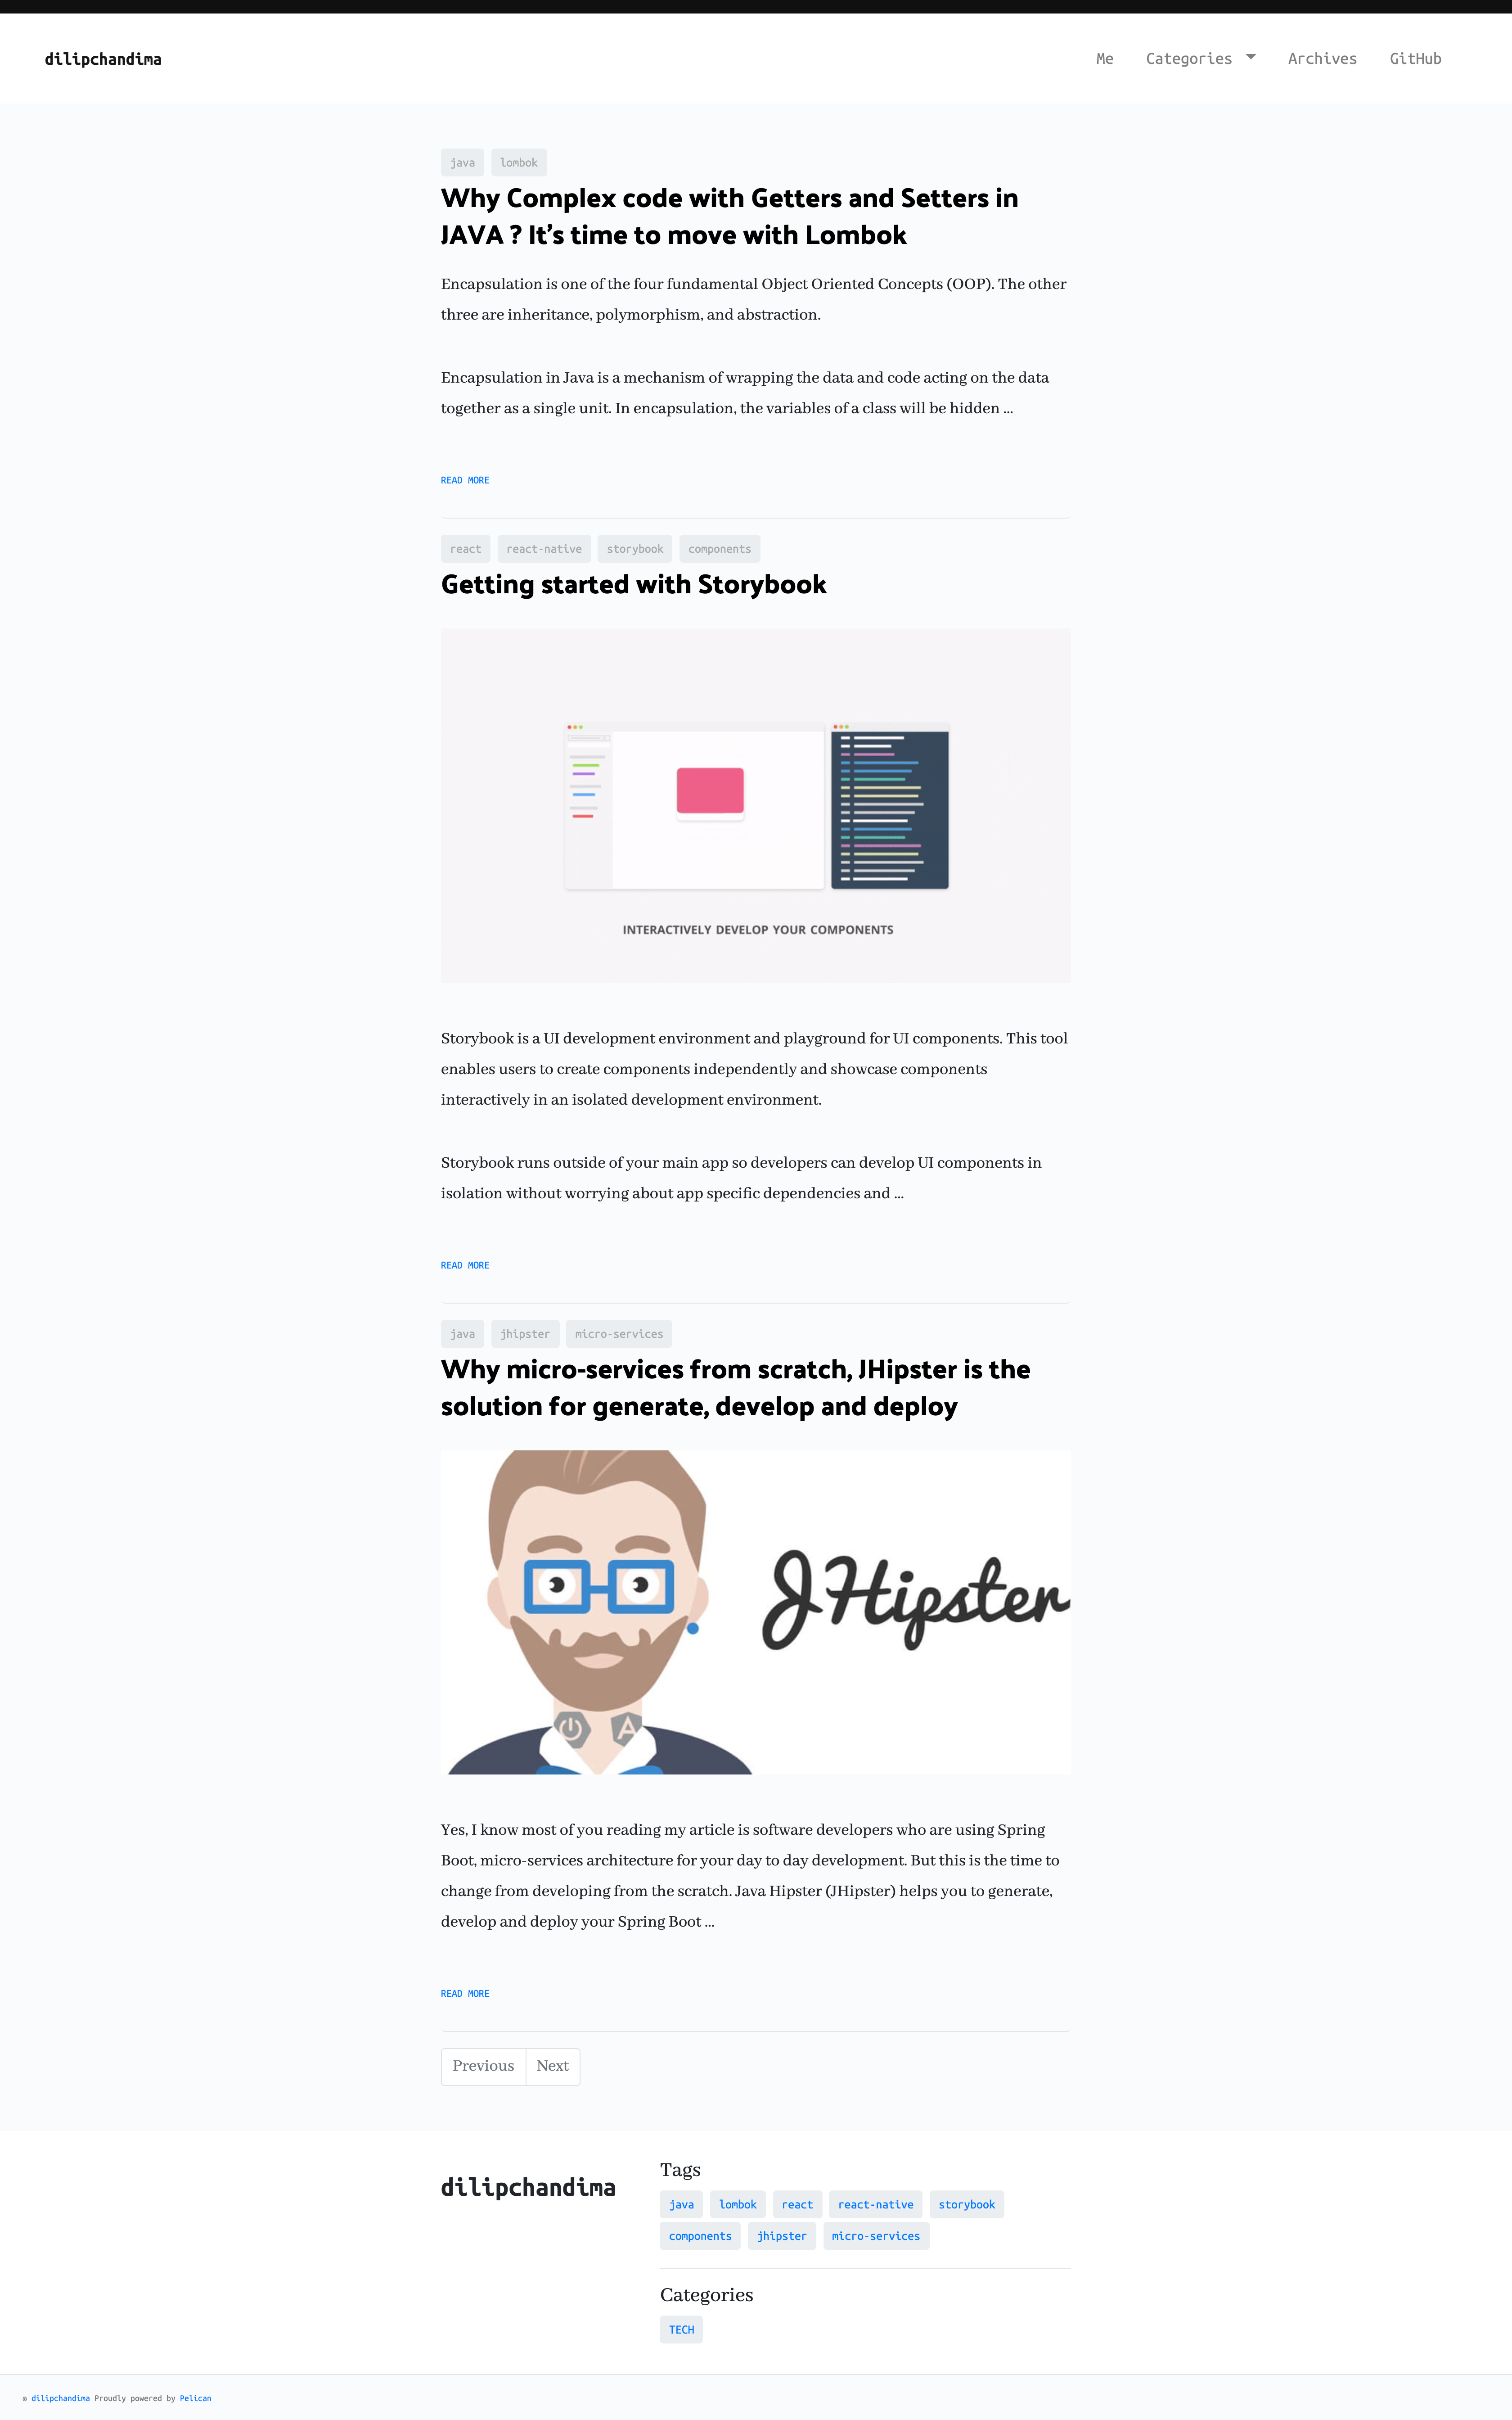 dilipchandima
Me Categories Archives GitHub
java lombok
Why Complex code with Getters and Setters in
JAVA ? It’s time to move with Lombok
Encapsulation is one of the four fundamental Object Oriented Concepts (OOP). The other
three are inheritance, polymorphism, and abstraction.
Encapsulation in Java is a mechanism of wrapping the data and code acting on the data
together as a single unit. In encapsulation, the variables of a class will be hidden ...
READ MORE
react react-native storybook components
Getting started with Storybook
INTERACTIVELY DEVELOP YOUR COMPONENTS
Storybook is a UI development environment and playground for UI components. This tool
enables users to create components independently and showcase components
interactively in an isolated development environment.
Storybook runs outside of your main app so developers can develop UI components in
isolation without worrying about app specific dependencies and ...
READ MORE
java jhipster micro-services
Why micro-services from scratch, JHipster is the
solution for generate, develop and deploy
JHipster
A
Yes, I know most of you reading my article is software developers who are using Spring
Boot, micro-services architecture for your day to day development. But this is the time to
change from developing from the scratch. Java Hipster (JHipster) helps you to generate,
develop and deploy your Spring Boot ...
READ MORE
Previous Next
dilipchandima
Tags
java lombok react react-native storybook
components jhipster micro-services
Categories
TECH
© dilipchandima Proudly powered by Pelican